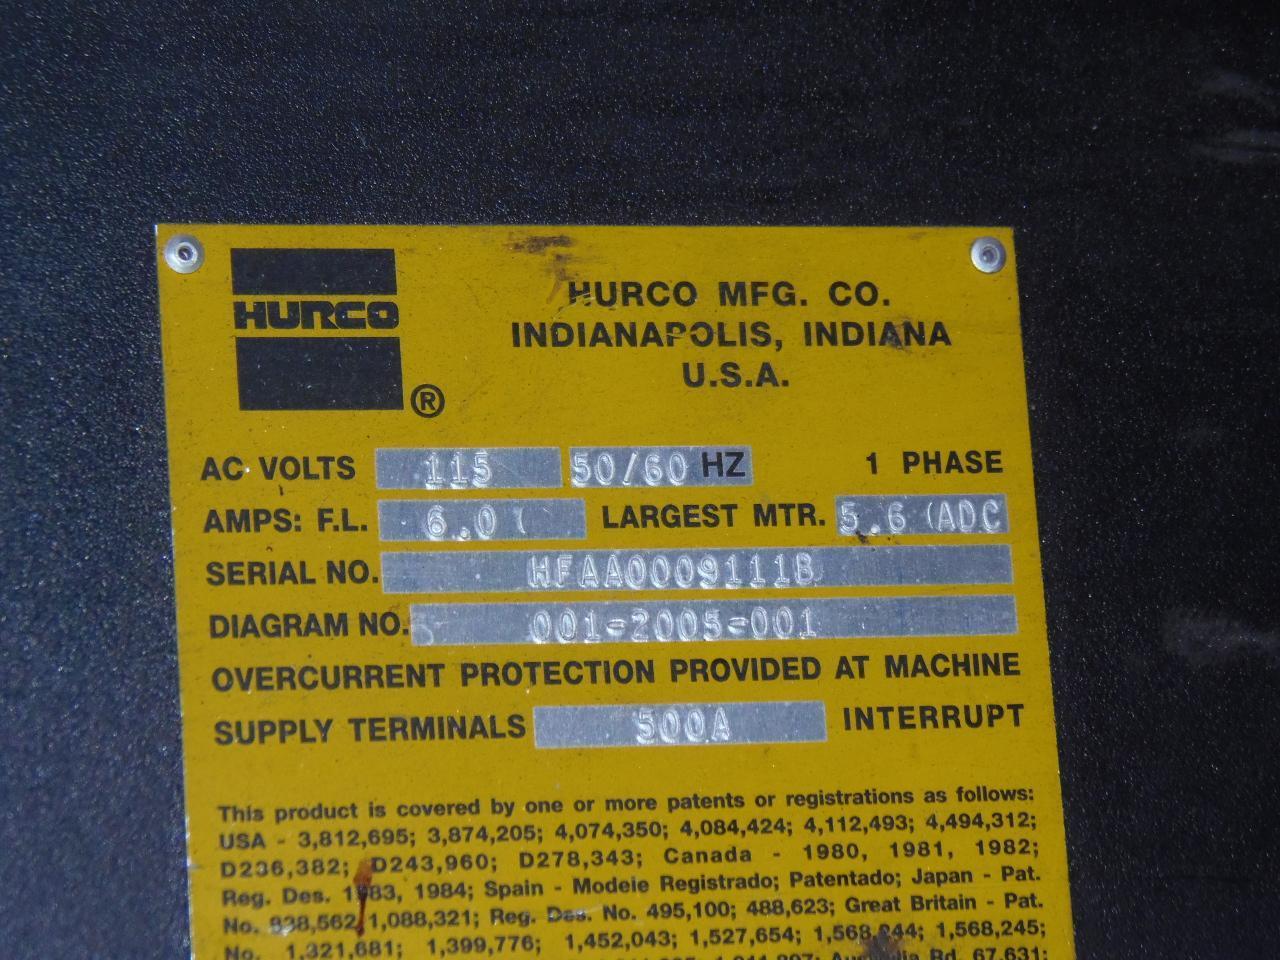 HURCO
®
HURCO MFG. CO.
INDIANAPOLIS, INDIANA
U.S.A.
AC VOLTS 115 50/60 HZ 1 PHASE
AMPS: F.L. 6.0 ( LARGEST MTR. 5.6 (ADC
SERIAL NO. HFAA0009111B
DIAGRAM NO. 001-2005-001
OVERCURRENT PROTECTION PROVIDED AT MACHINE
SUPPLY TERMINALS 500A INTERRUPT
This product is covered by one or more patents or registrations as follows:
USA - 3,812,695; 3,874,205; 4,074,350; 4,084,424; 4,112,493; 4,494,312;
D236,382; D243,960; D278,343; Canada - 1980, 1981, 1982;
Reg. Des. 1983, 1984; Spain - Modele Registrado; Patentado; Japan - Pat.
No. 938,562 1,088,321; Reg. Des. No. 495,100; 488,623; Great Britain - Pat.
No. 1,321,681; 1,399,776; 1,452,043; 1,527,654; 1,568,244; 1,568,245;
Rd. 67,631;